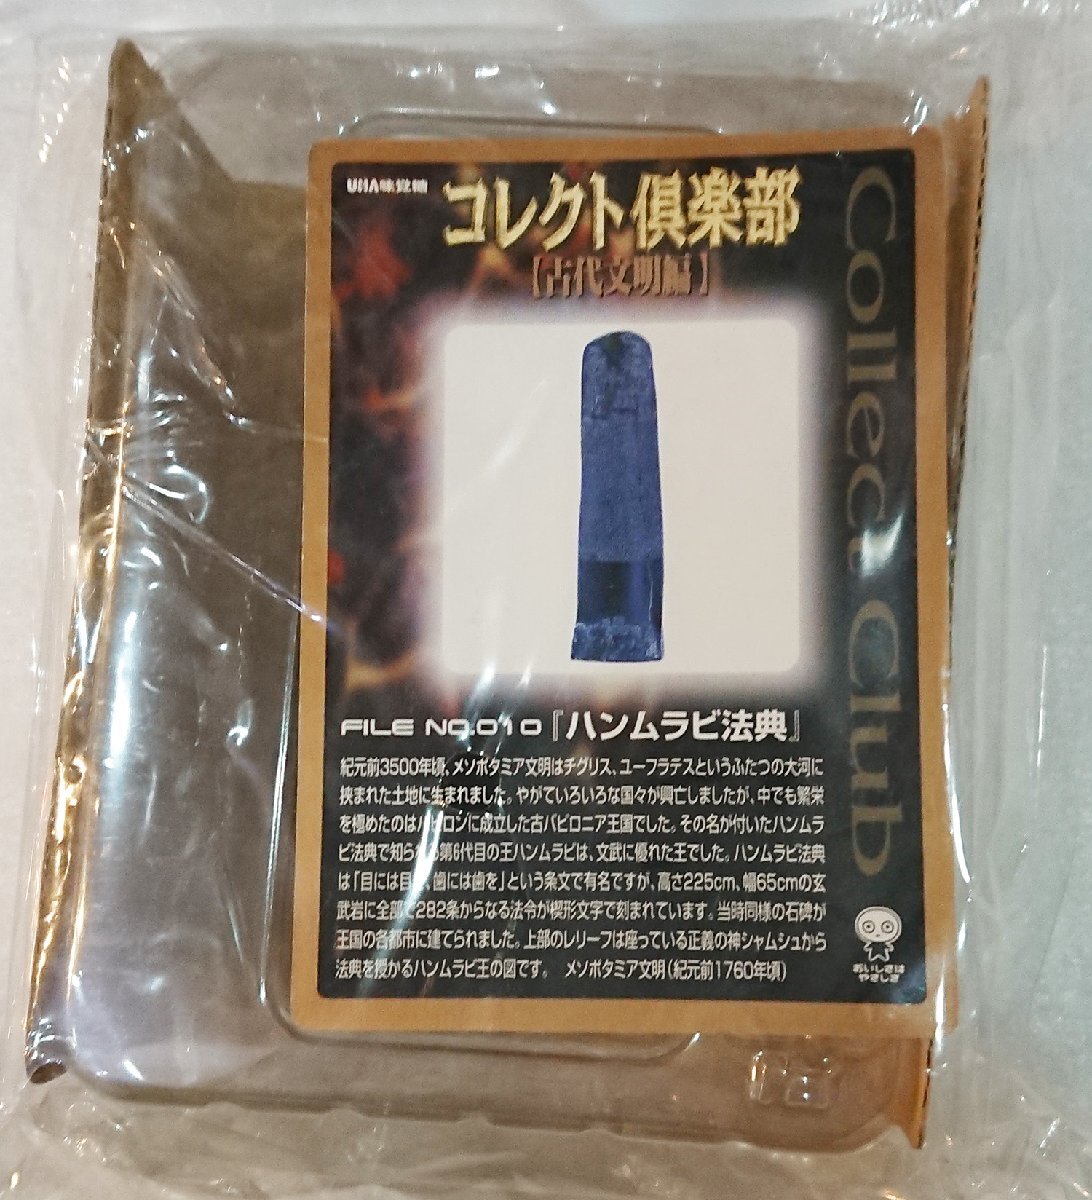 UHA味覚糖
コレクト倶楽部
【古代文明編】
Collect Club
FILE NO.010『ハンムラビ法典』
紀元前3500年頃、メソポタミア文明はチグリス、ユーフラテスというふたつの大河に
挟まれた土地に生まれました。やがていろいろな国々が興亡しましたが、中でも繁栄
を極めたのはバビロンに成立した古バビロニア王国でした。その名が付いたハンムラ
ビ法典で知られる第6代目の王ハンムラビは、文武に優れた王でした。ハンムラビ法典
は「目には目を、歯には歯を」という条文で有名ですが、高さ225cm、幅65cmの玄
武岩に全部で282条からなる法令が楔形文字で刻まれています。当時同様の石碑が
王国の各都市に建てられました。上部のレリーフは座っている正義の神シャムシュから
法典を授かるハンムラビ王の図です。 メソポタミア文明(紀元前1760年頃)
おいしさは
やさしさ